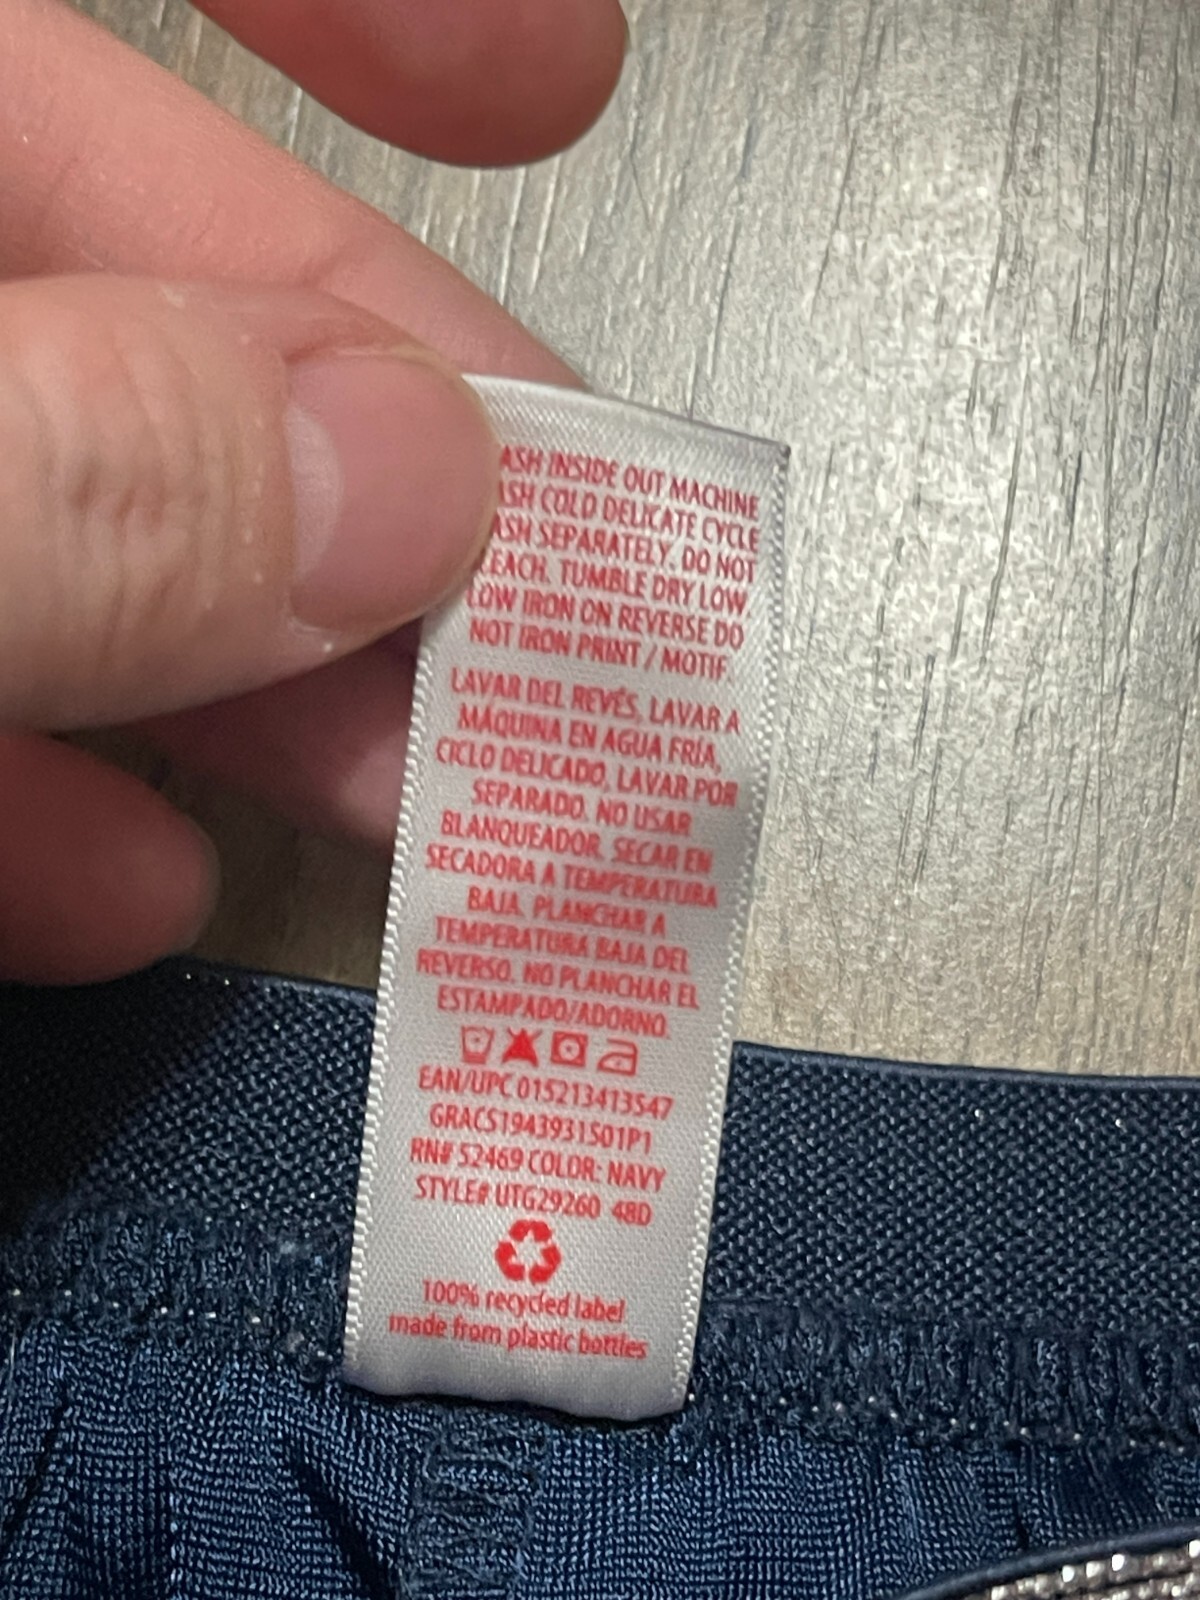 ASH INSIDE OUT MACHINE
ASH COLD DELICATE CYCLE
ASH SEPARATELY. DO NOT
EACH. TUMBLE DRY LOW
LOW IRON ON REVERSE DO
NOT IRON PRINT / MOTIF.
LAVAR DEL REVÉS, LAVAR A
MÁQUINA EN AGUA FRÍA,
CICLO DELICADO, LAVAR POR
SEPARADO. NO USAR
BLANQUEADOR. SECAR EN
SECADORA A TEMPERATURA
BAJA. PLANCHAR A
TEMPERATURA BAJA DEL
REVERSO. NO PLANCHAR EL
ESTAMPADO/ADORNO.
EAN/UPC 015213413547
GRACS1943931S01P1
RN# 52469 COLOR: NAVY
STYLE# UTG29260 48D
100% recycled label
made from plastic bottles